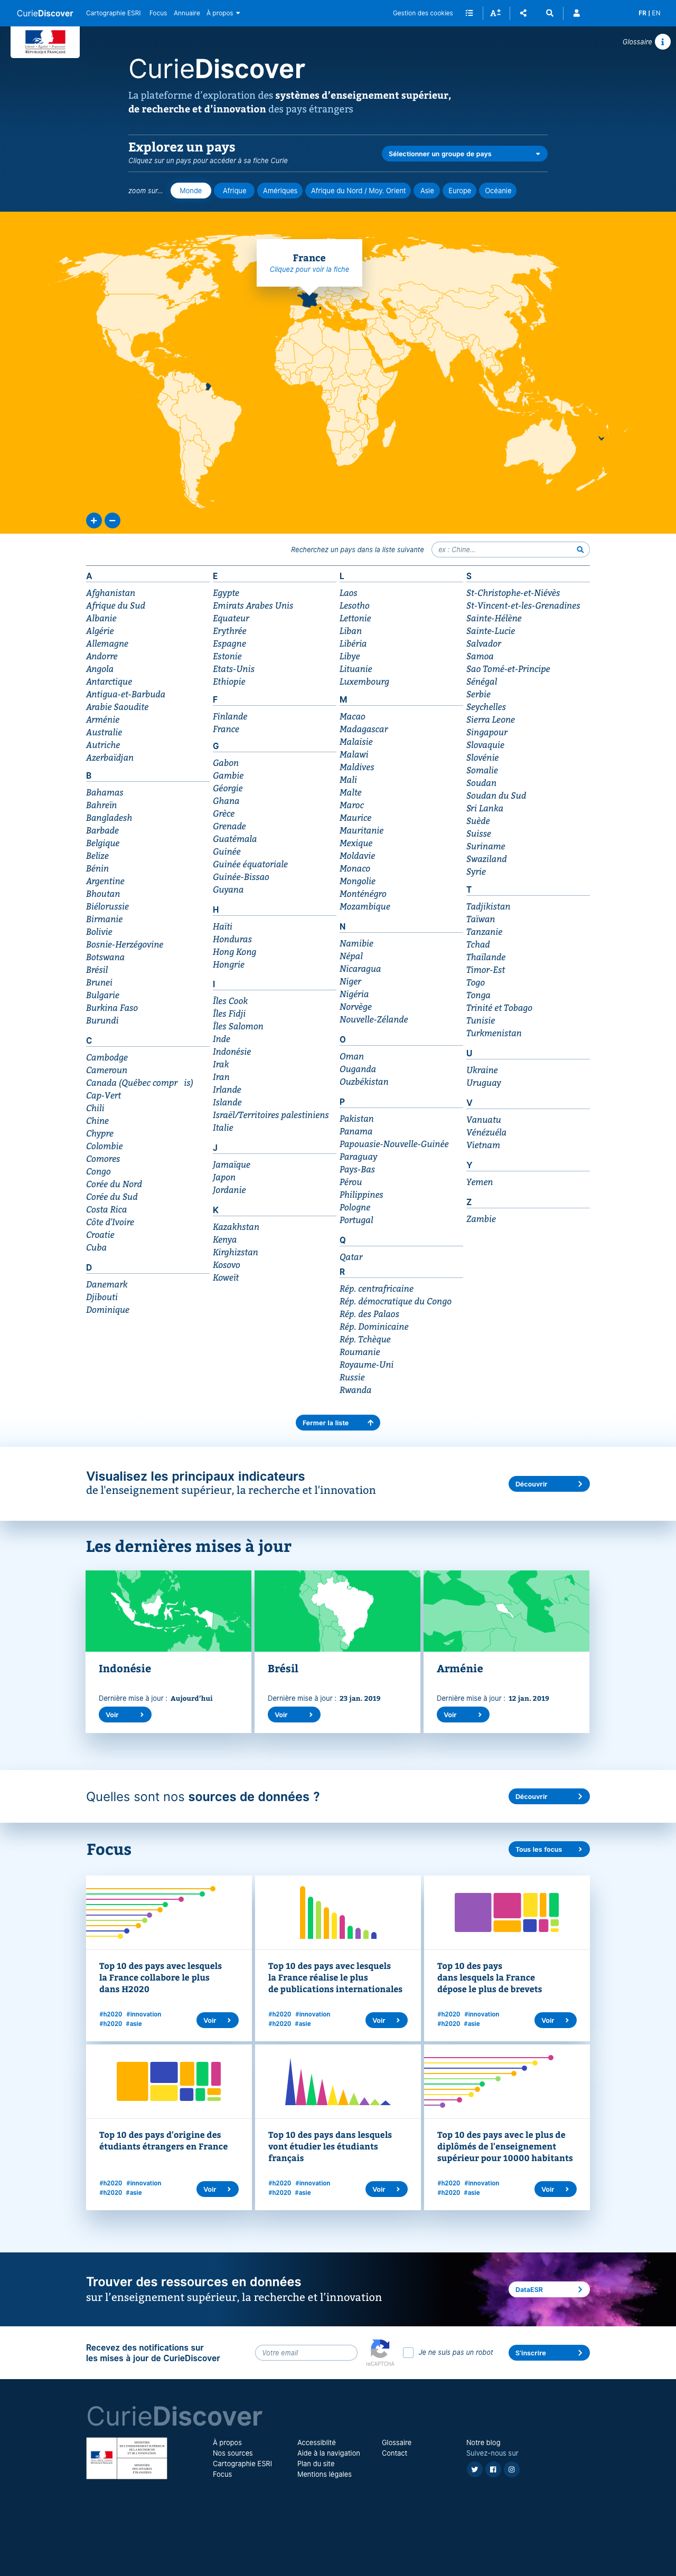 CurieDiscover
Cartographie ESRI
Focus
Annuaire
À propos
Gestion des cookies
FR | EN
Glossaire
CurieDiscover
La plateforme d’exploration des systèmes d’enseignement supérieur,
de recherche et d’innovation des pays étrangers
Explorez un pays
Cliquez sur un pays pour accéder à sa fiche Curie
Sélectionner un groupe de pays
zoom sur...
Monde
Afrique
Amériques
Afrique du Nord / Moy. Orient
Asie
Europe
Océanie
France
Cliquez pour voir la fiche
Recherchez un pays dans la liste suivante
ex : Chine...
A
Afghanistan
Afrique du Sud
Albanie
Algérie
Allemagne
Andorre
Angola
Antarctique
Antigua-et-Barbuda
Arabie Saoudite
Arménie
Australie
Autriche
Azerbaïdjan
B
Bahamas
Bahreïn
Bangladesh
Barbade
Belgique
Belize
Bénin
Argentine
Bhoutan
Biélorussie
Birmanie
Bolivie
Bosnie-Herzégovine
Botswana
Brésil
Brunei
Bulgarie
Burkina Faso
Burundi
C
Cambodge
Cameroun
Canada (Québec compr is)
Cap-Vert
Chili
Chine
Chypre
Colombie
Comores
Congo
Corée du Nord
Corée du Sud
Costa Rica
Côte d'Ivoire
Croatie
Cuba
D
Danemark
Djibouti
Dominique
E
Egypte
Emirats Arabes Unis
Equateur
Erythrée
Espagne
Estonie
Etats-Unis
Ethiopie
F
Finlande
France
G
Gabon
Gambie
Géorgie
Ghana
Grèce
Grenade
Guatémala
Guinée
Guinée équatoriale
Guinée-Bissao
Guyana
H
Haïti
Honduras
Hong Kong
Hongrie
I
Îles Cook
Îles Fidji
Îles Salomon
Inde
Indonésie
Irak
Iran
Irlande
Islande
Israël/Territoires palestiniens
Italie
J
Jamaïque
Japon
Jordanie
K
Kazakhstan
Kenya
Kirghizstan
Kosovo
Koweït
L
Laos
Lesotho
Lettonie
Liban
Libéria
Libye
Lituanie
Luxembourg
M
Macao
Madagascar
Malaisie
Malawi
Maldives
Mali
Malte
Maroc
Maurice
Mauritanie
Mexique
Moldavie
Monaco
Mongolie
Monténégro
Mozambique
N
Namibie
Népal
Nicaragua
Niger
Nigéria
Norvège
Nouvelle-Zélande
O
Oman
Ouganda
Ouzbékistan
P
Pakistan
Panama
Papouasie-Nouvelle-Guinée
Paraguay
Pays-Bas
Pérou
Philippines
Pologne
Portugal
Q
Qatar
R
Rép. centrafricaine
Rép. démocratique du Congo
Rép. des Palaos
Rép. Dominicaine
Rép. Tchèque
Roumanie
Royaume-Uni
Russie
Rwanda
S
St-Christophe-et-Niévès
St-Vincent-et-les-Grenadines
Sainte-Hélène
Sainte-Lucie
Salvador
Samoa
Sao Tomé-et-Principe
Sénégal
Serbie
Seychelles
Sierra Leone
Singapour
Slovaquie
Slovénie
Somalie
Soudan
Soudan du Sud
Sri Lanka
Suède
Suisse
Suriname
Swaziland
Syrie
T
Tadjikistan
Taïwan
Tanzanie
Tchad
Thaïlande
Timor-Est
Togo
Tonga
Trinité et Tobago
Tunisie
Turkmenistan
U
Ukraine
Uruguay
V
Vanuatu
Vénézuéla
Vietnam
Y
Yemen
Z
Zambie
Fermer la liste
Visualisez les principaux indicateurs
de l'enseignement supérieur, la recherche et l'innovation
Découvrir
Les dernières mises à jour
Indonésie
Dernière mise à jour : Aujourd’hui
Voir
Brésil
Dernière mise à jour : 23 jan. 2019
Voir
Arménie
Dernière mise à jour : 12 jan. 2019
Voir
Quelles sont nos sources de données ?
Découvrir
Focus
Tous les focus
Top 10 des pays avec lesquels
la France collabore le plus
dans H2020
#h2020 #innovation
#h2020 #asie
Voir
Top 10 des pays avec lesquels
la France réalise le plus
de publications internationales
#h2020 #innovation
#h2020 #asie
Voir
Top 10 des pays
dans lesquels la France
dépose le plus de brevets
#h2020 #innovation
#h2020 #asie
Voir
Top 10 des pays d'origine des
étudiants étrangers en France
#h2020 #innovation
#h2020 #asie
Voir
Top 10 des pays dans lesquels
vont étudier les étudiants
français
#h2020 #innovation
#h2020 #asie
Voir
Top 10 des pays avec le plus de
diplômés de l'enseignement
supérieur pour 10000 habitants
#h2020 #innovation
#h2020 #asie
Voir
Trouver des ressources en données
sur l’enseignement supérieur, la recherche et l’innovation
DataESR
Recevez des notifications sur
les mises à jour de CurieDiscover
Votre email
reCAPTCHA
Je ne suis pas un robot
S'inscrire
CurieDiscover
À propos
Nos sources
Cartographie ESRI
Focus
Accessiblité
Aide à la navigation
Plan du site
Mentions légales
Glossaire
Contact
Notre blog
Suivez-nous sur